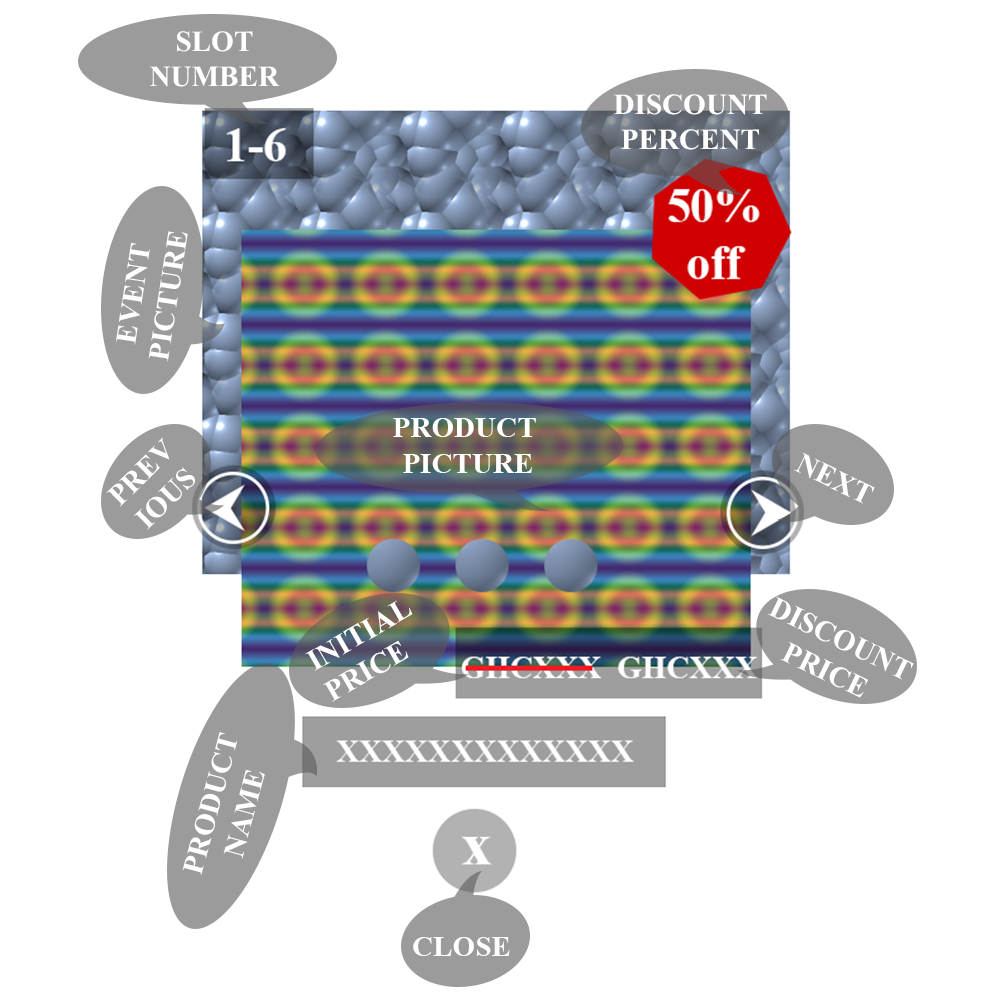 SLOT
NUMBER
1-6
DISCOUNT
PERCENT
50%
off
EVENT
PICTURE
PRODUCT
PICTURE
PREV
IOUS
NEXT
INITIAL
PRICE
GHCXXX GHCXXX
DISCOUNT
PRICE
PRODUCT
NAME
XXXXXXXXXXXXX
X
CLOSE